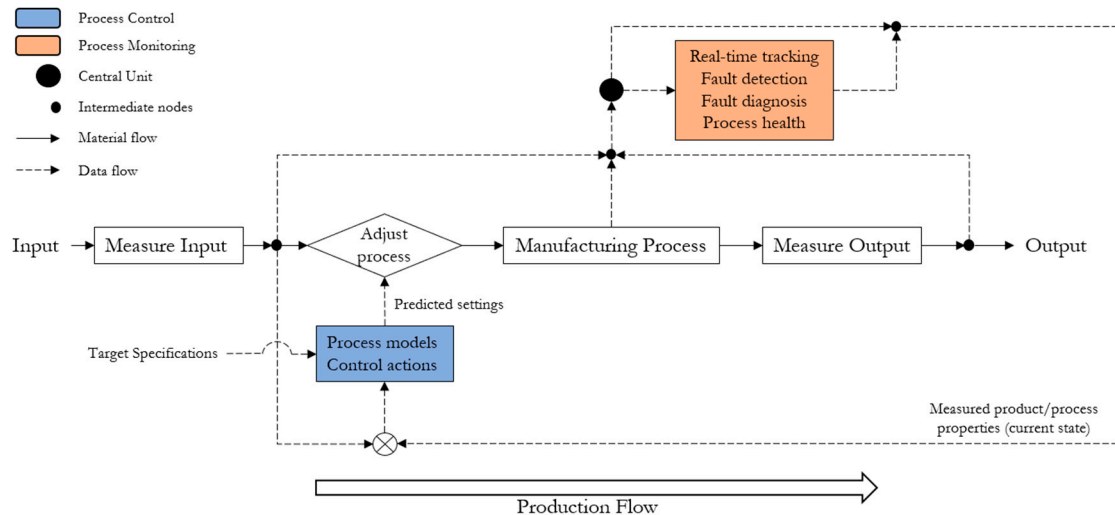 Process Control
Process Monitoring
Central Unit
Intermediate nodes
Material flow
Data flow
Real-time tracking
Fault detection
Fault diagnosis
Process health
Input
Measure Input
Adjust
process
Manufacturing Process
Measure Output
Output
Predicted settings
Target Specifications
Process models
Control actions
Measured product/process
properties (current state)
Production Flow